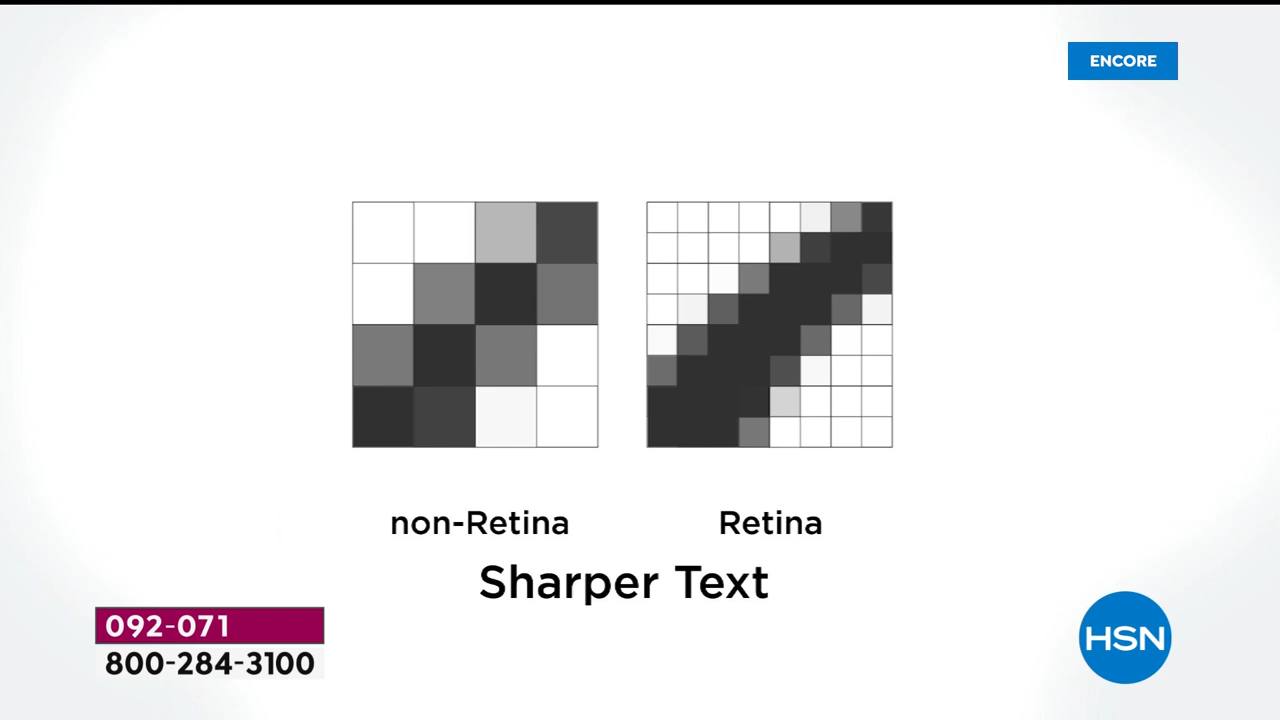 ENCORE
non-Retina
Retina
Sharper Text
092-071
800-284-3100
HSN